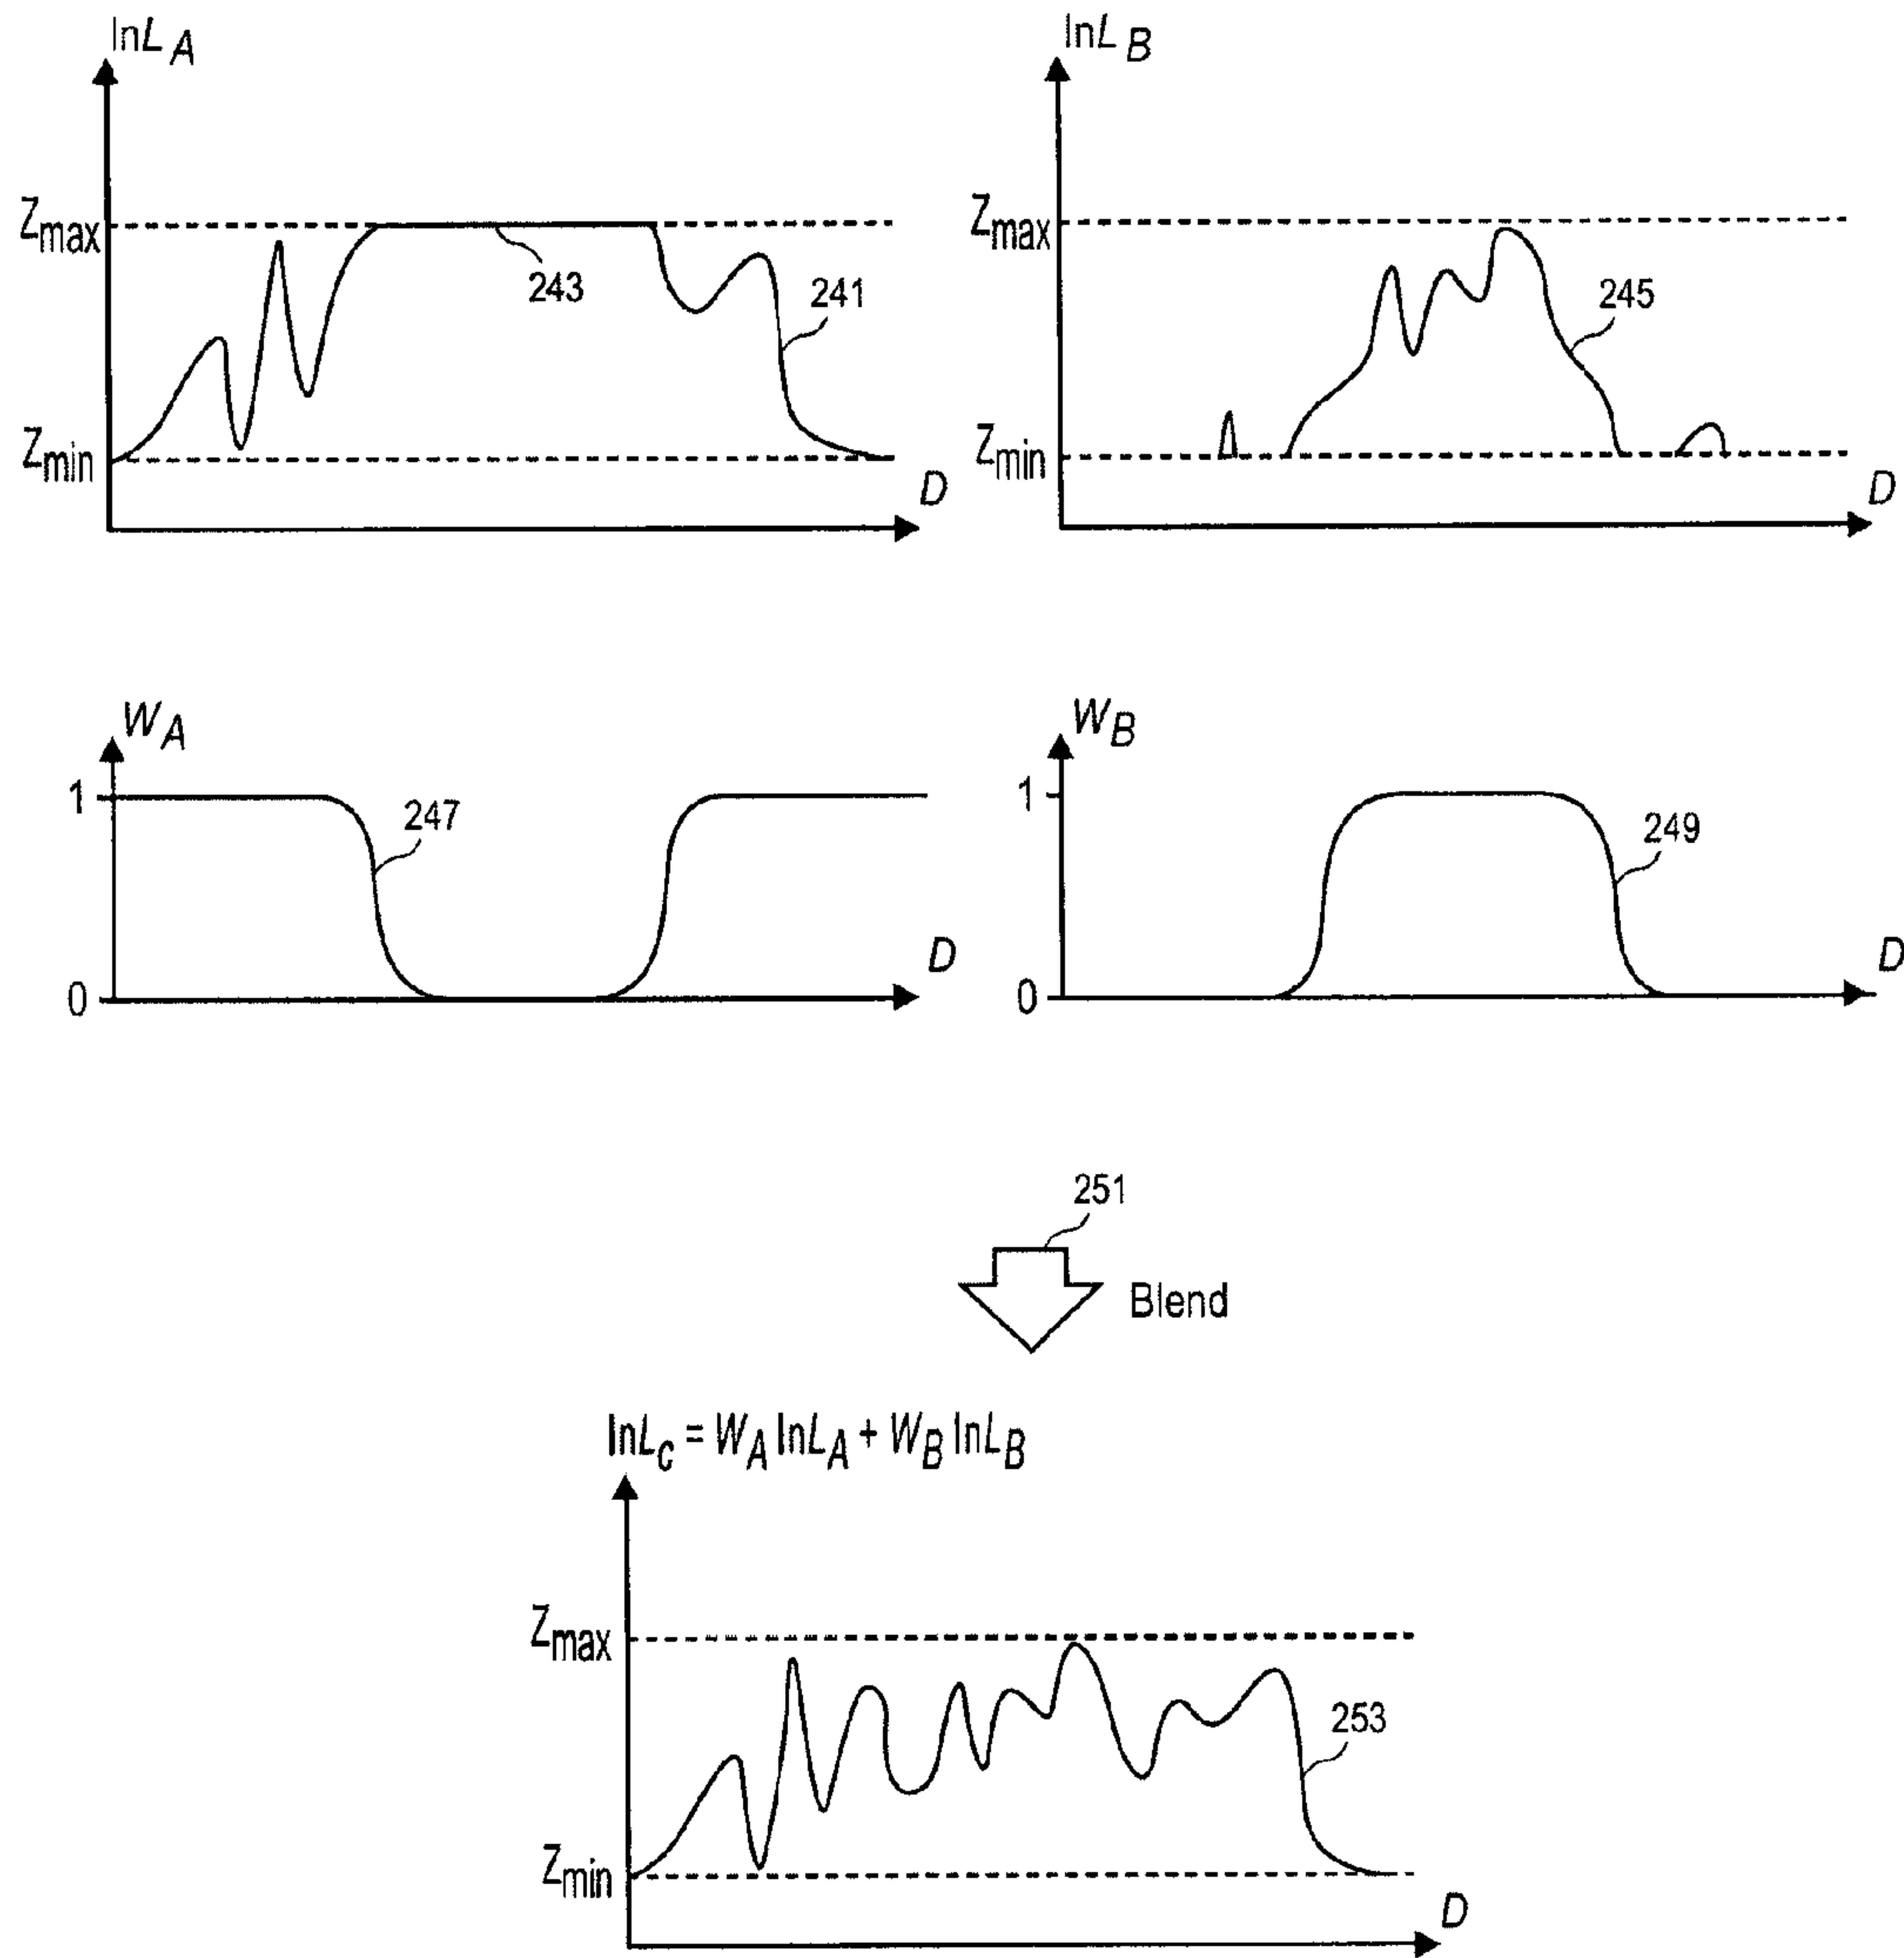 lnL A
Z max
243
241
Z min
D
lnL B
Z max
245
Z min
D
W A
1
247
0
D
W B
1
249
0
D
251
Blend
lnL C = W A lnL A + W B lnL B
Z max
253
Z min
D